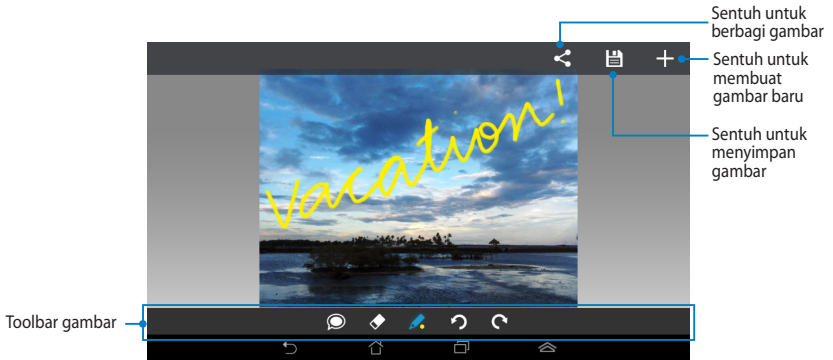 Sentuh untuk
berbagi gambar
Sentuh untuk
membuat
gambar baru
Sentuh untuk
menyimpan
gambar
Vacation!
Toolbar gambar